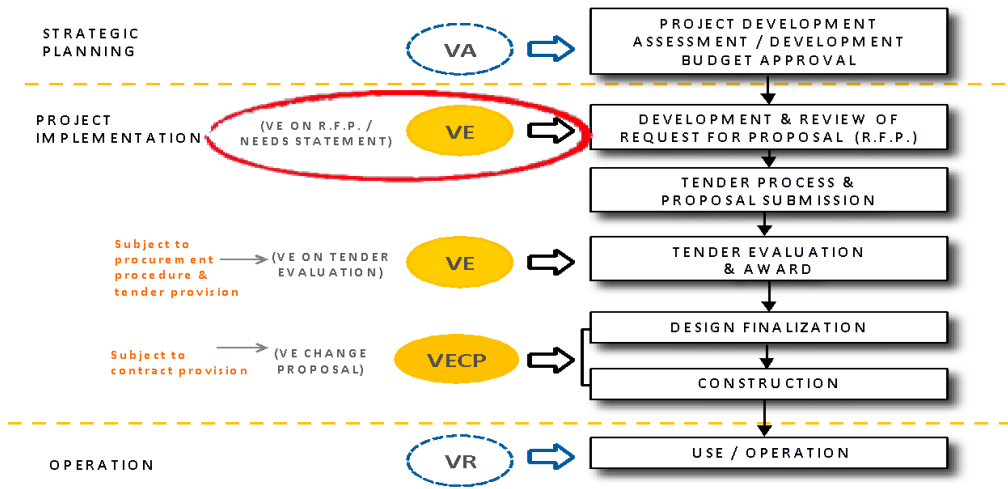 STRATEGIC
PLANNING
VA
PROJECT DEVELOPMENT
ASSESSMENT / DEVELOPMENT
BUDGET APPROVAL
PROJECT
IMPLEMENTATION
(VE ON R.F.P. /
NEEDS STATEMENT)
VE
DEVELOPMENT & REVIEW OF
REQUEST FOR PROPOSAL (R.F.P.)
TENDER PROCESS &
PROPOSAL SUBMISSION
Subject to
procurement
procedure &
tender provision
(VE ON TENDER
EVALUATION)
VE
TENDER EVALUATION
& AWARD
DESIGN FINALIZATION
Subject to
contract provision
(VE CHANGE
PROPOSAL)
VECP
CONSTRUCTION
OPERATION
VR
USE / OPERATION